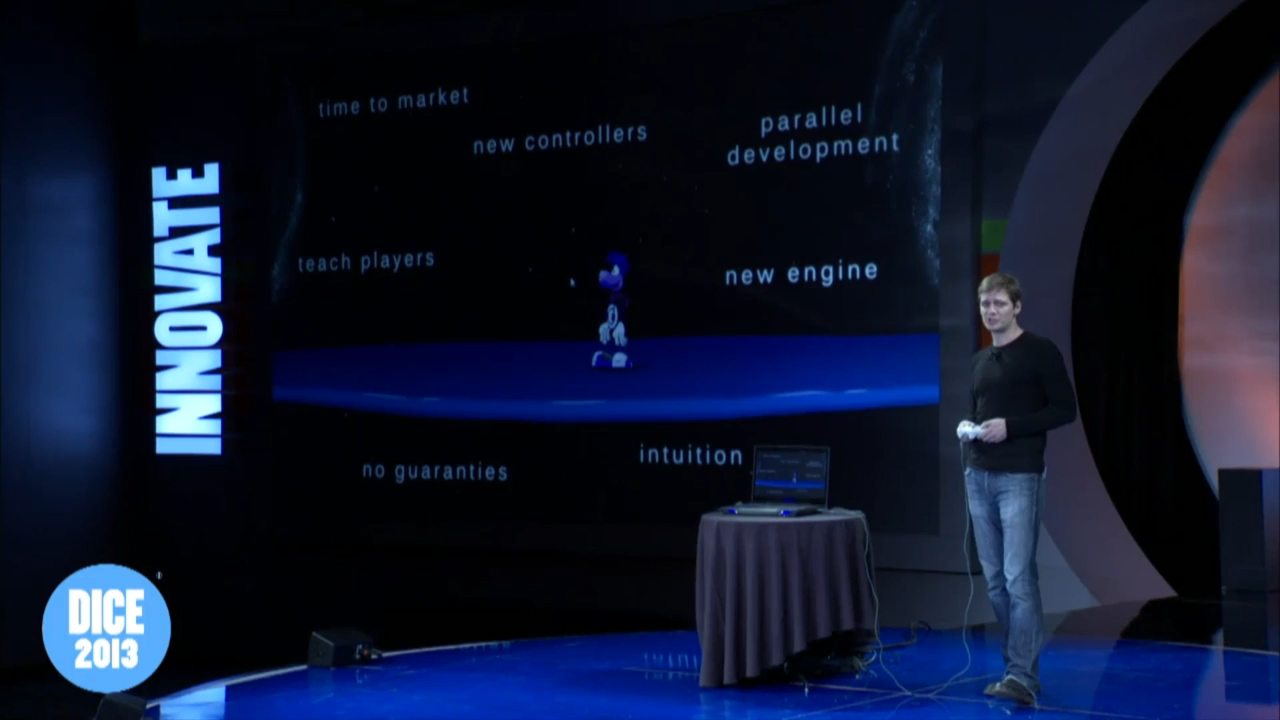 time to market
new controllers
parallel
development
INNOVATE
teach players
new engine
no guaranties
intuition
DICE
2013